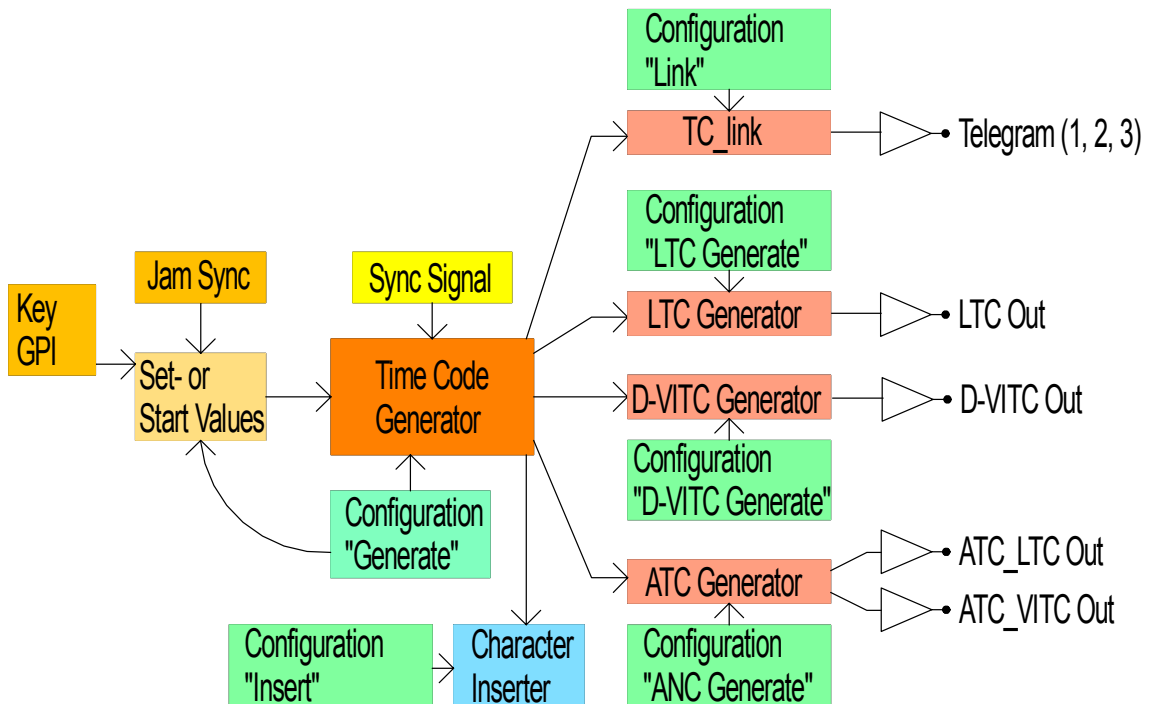 Configuration
"Link"
TC_link
Telegram (1, 2, 3)
Configuration
"LTC Generate"
Jam Sync
Sync Signal
Key
GPI
LTC Generator
LTC Out
Set- or
Start Values
Time Code
Generator
D-VITC Generator
D-VITC Out
Configuration
"D-VITC Generate"
Configuration
"Generate"
ATC Generator
ATC_LTC Out
ATC_VITC Out
Configuration
"Insert"
Character
Inserter
Configuration
"ANC Generate"